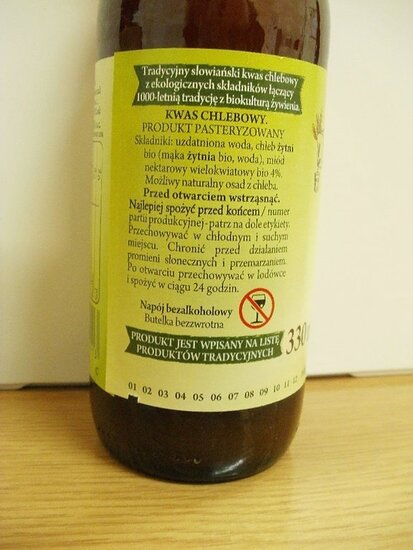 Tradycyjny słowiański kwas chlebowy
z ekologicznych składników łączący
1000-letnią tradycję z biokulturą żywienia.
KWAS CHLEBOWY.
PRODUKT PASTERYZOWANY
Składniki: uzdatniona woda, chleb żytni
bio (mąka żytnia bio, woda), miód
nektarowy wielokwiatowy bio 4%.
Możliwy naturalny osad z chleba.
Przed otwarciem wstrząsnąć.
Najlepiej spożyć przed końcem / numer
partii produkcyjnej - patrz na dole etykiety.
Przechowywać w chłodnym i suchym
miejscu. Chronić przed działaniem
promieni słonecznych i przemarzaniem.
Po otwarciu przechowywać w lodówce
i spożyć w ciągu 24 godzin.
Napój bezalkoholowy
Butelka bezzwrotna
PRODUKT JEST WPISANY NA LISTĘ
PRODUKTÓW TRADYCYJNYCH
330
01 02 03 04 05 06 07 08 09 10 11 12